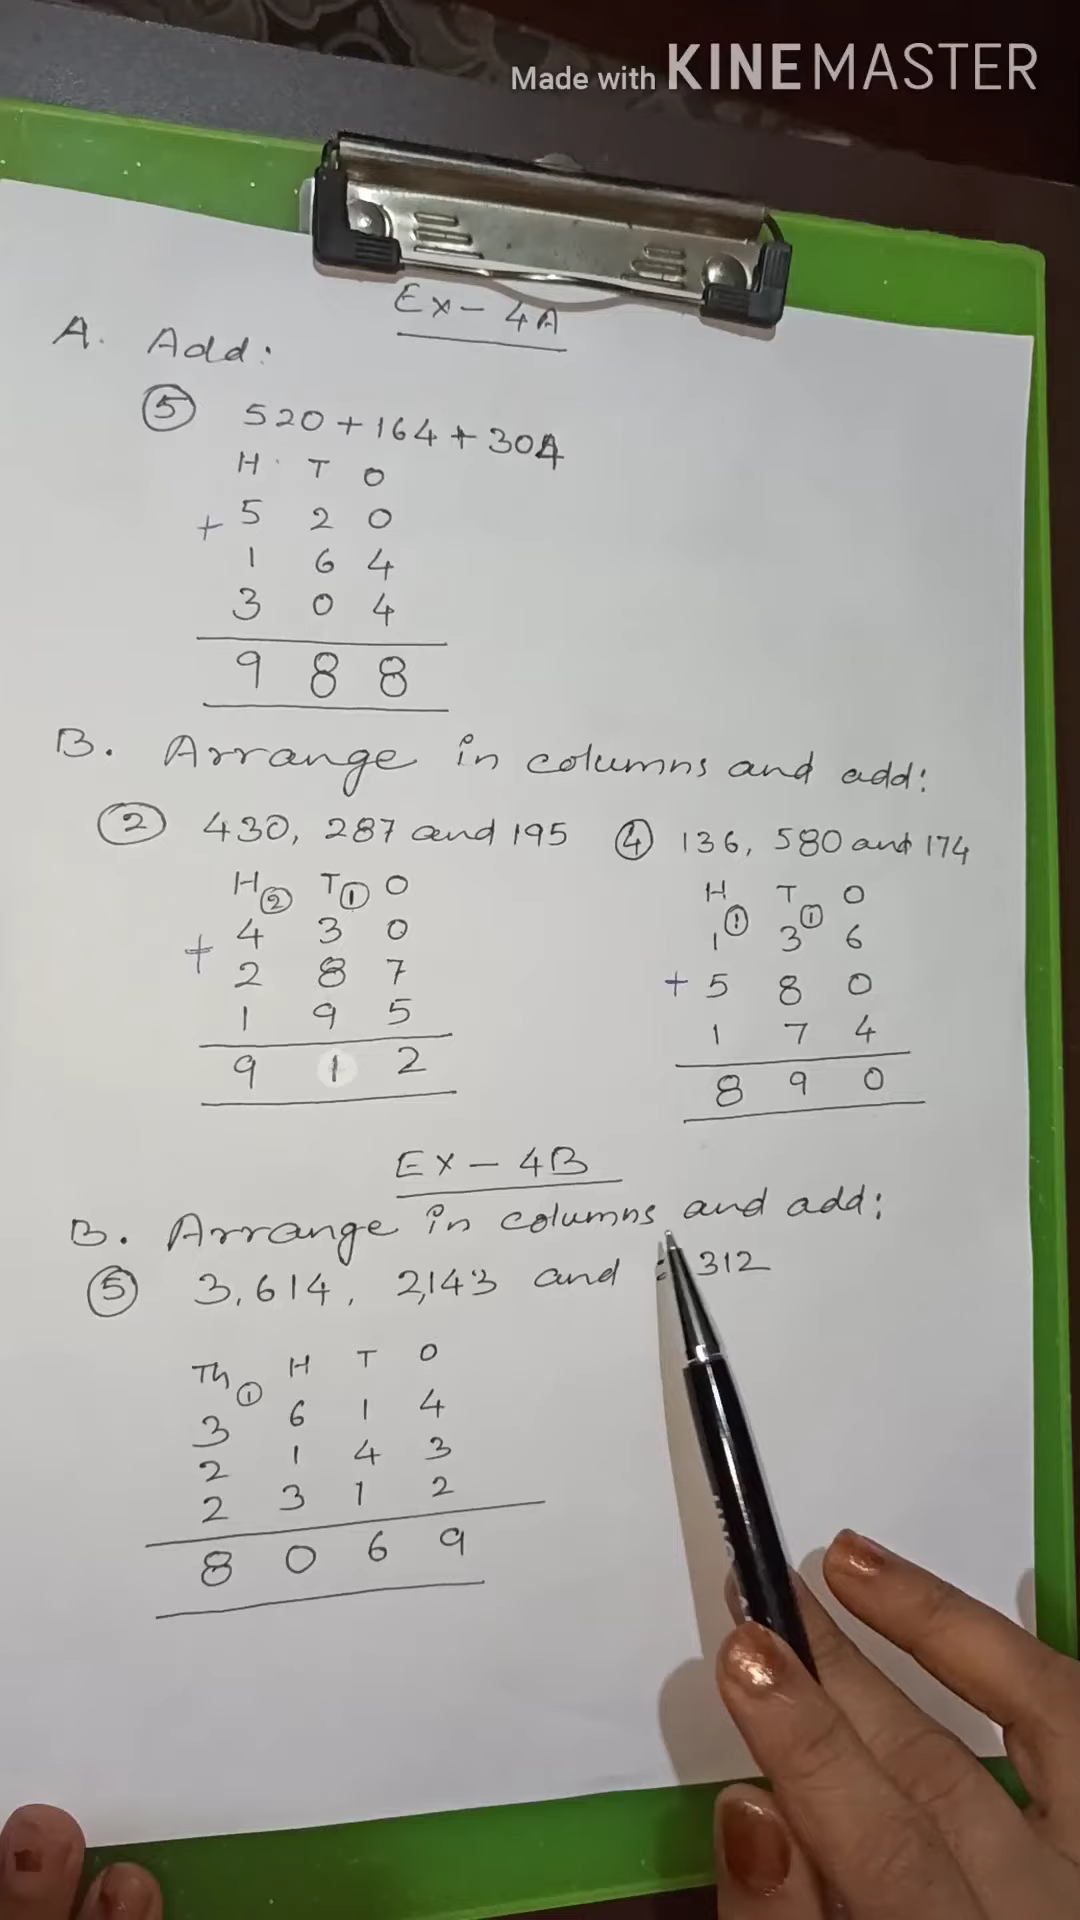 Made with KINEMASTER
Ex - 4A
A. Add:
5 520 + 164 + 304
H T O
+ 5 2 0
1 6 4
3 0 4
9 8 8
B. Arrange in columns and add:
2 430, 287 and 195
H 2 T 1 O
+ 4 3 0
2 8 7
1 9 5
9 1 2
4 136, 580 and 174
H T O
1 1
1 3 6
+ 5 8 0
1 7 4
8 9 0
Ex - 4B
B. Arrange in columns and add:
5 3,614, 2,143 and 312
Th H T O
1
3 6 1 4
2 1 4 3
2 3 1 2
8 0 6 9